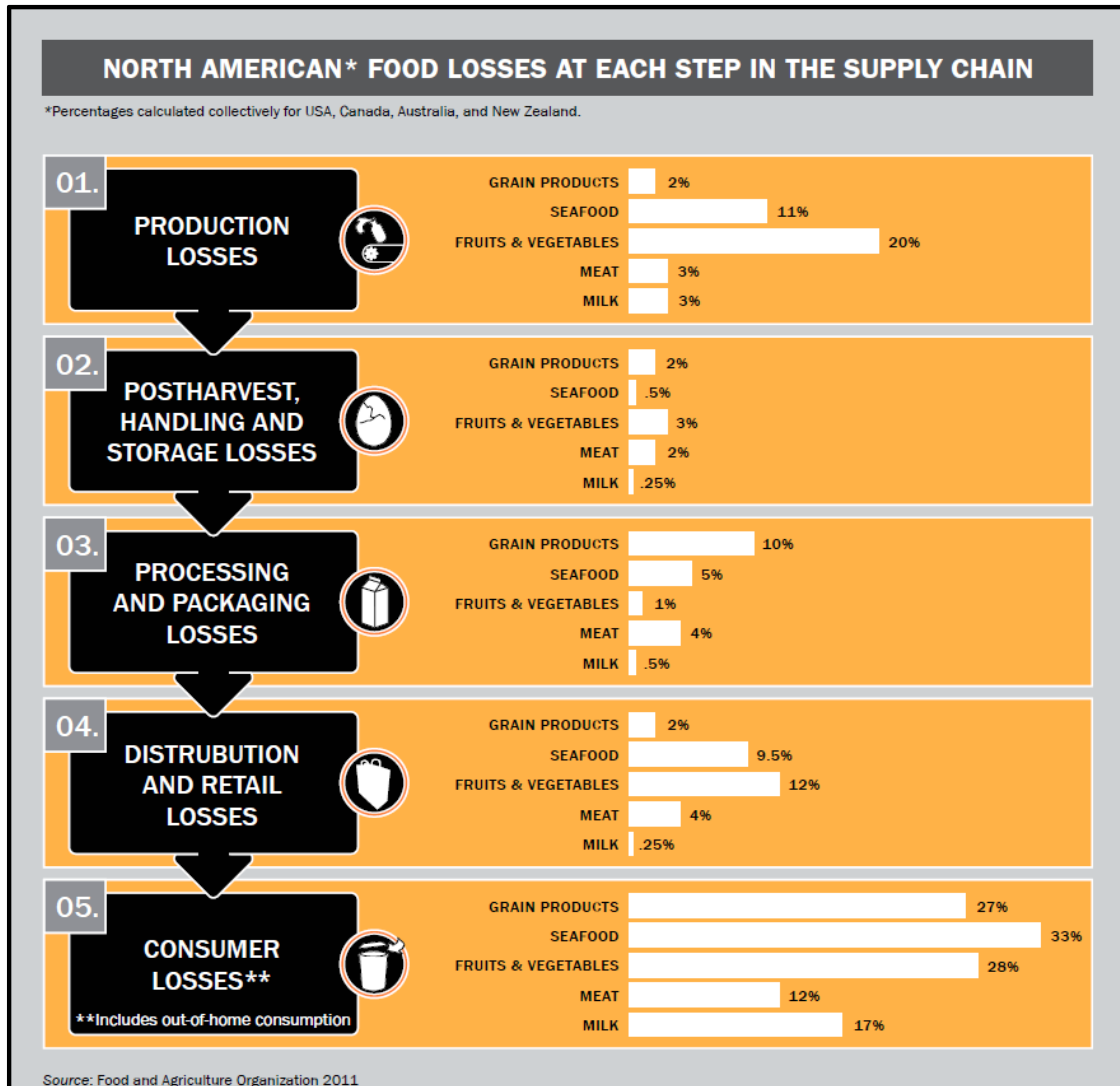 NORTH AMERICAN* FOOD LOSSES AT EACH STEP IN THE SUPPLY CHAIN
*Percentages calculated collectively for USA, Canada, Australia, and New Zealand.
01.
PRODUCTION
LOSSES
GRAIN PRODUCTS 2%
SEAFOOD 11%
FRUITS & VEGETABLES 20%
MEAT 3%
MILK 3%
02.
POSTHARVEST,
HANDLING AND
STORAGE LOSSES
GRAIN PRODUCTS 2%
SEAFOOD .5%
FRUITS & VEGETABLES 3%
MEAT 2%
MILK .25%
03.
PROCESSING
AND PACKAGING
LOSSES
GRAIN PRODUCTS 10%
SEAFOOD 5%
FRUITS & VEGETABLES 1%
MEAT 4%
MILK .5%
04.
DISTRUBUTION
AND RETAIL
LOSSES
GRAIN PRODUCTS 2%
SEAFOOD 9.5%
FRUITS & VEGETABLES 12%
MEAT 4%
MILK .25%
05.
CONSUMER
LOSSES**
**Includes out-of-home consumption
GRAIN PRODUCTS 27%
SEAFOOD 33%
FRUITS & VEGETABLES 28%
MEAT 12%
MILK 17%
Source: Food and Agriculture Organization 2011